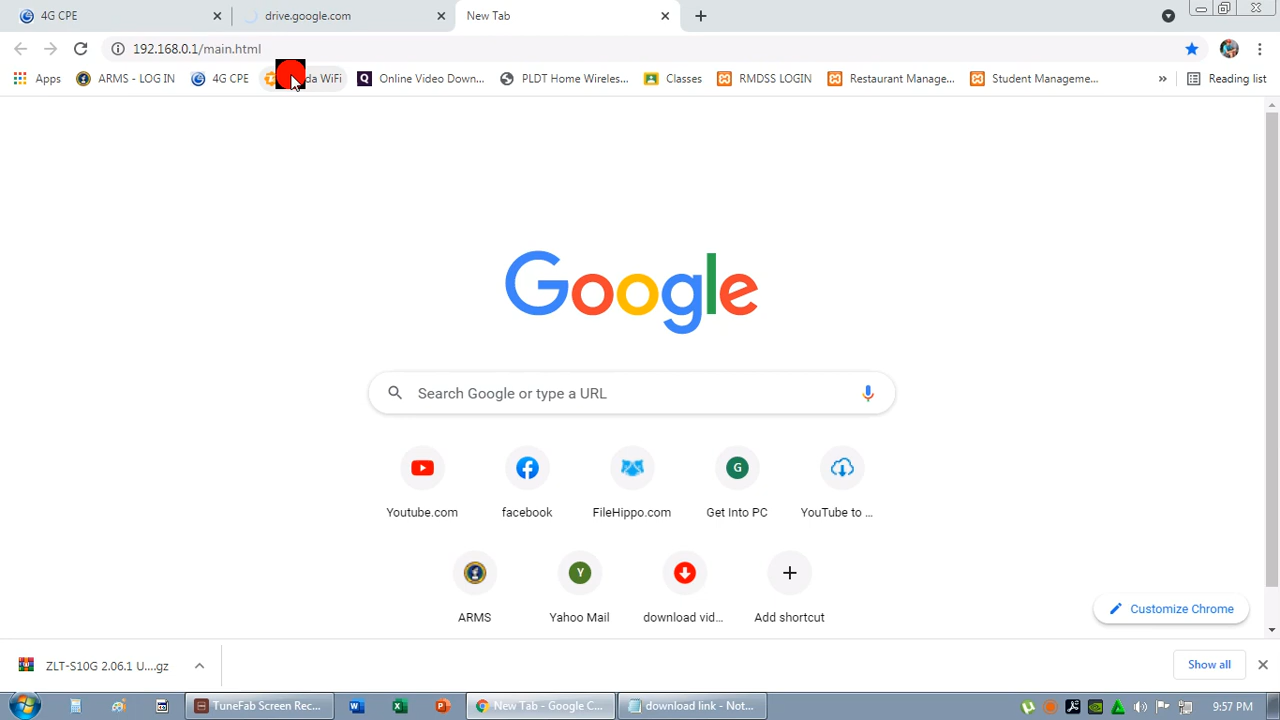 4G CPE
drive.google.com
New Tab
192.168.0.1/main.html
Apps
ARMS - LOG IN
4G CPE
WiFi
Online Video Down...
PLDT Home Wireles...
Classes
RMDSS LOGIN
Restaurant Manage...
Student Manageme...
»
Reading list
Google
Search Google or type a URL
Youtube.com
facebook
FileHippo.com
G
Get Into PC
YouTube to ...
ARMS
Y
Yahoo Mail
download vid...
Add shortcut
Customize Chrome
ZLT-S10G 2.06.1 U....gz
Show all
TuneFab Screen Rec...
New Tab - Google C...
download link - Not...
9:57 PM